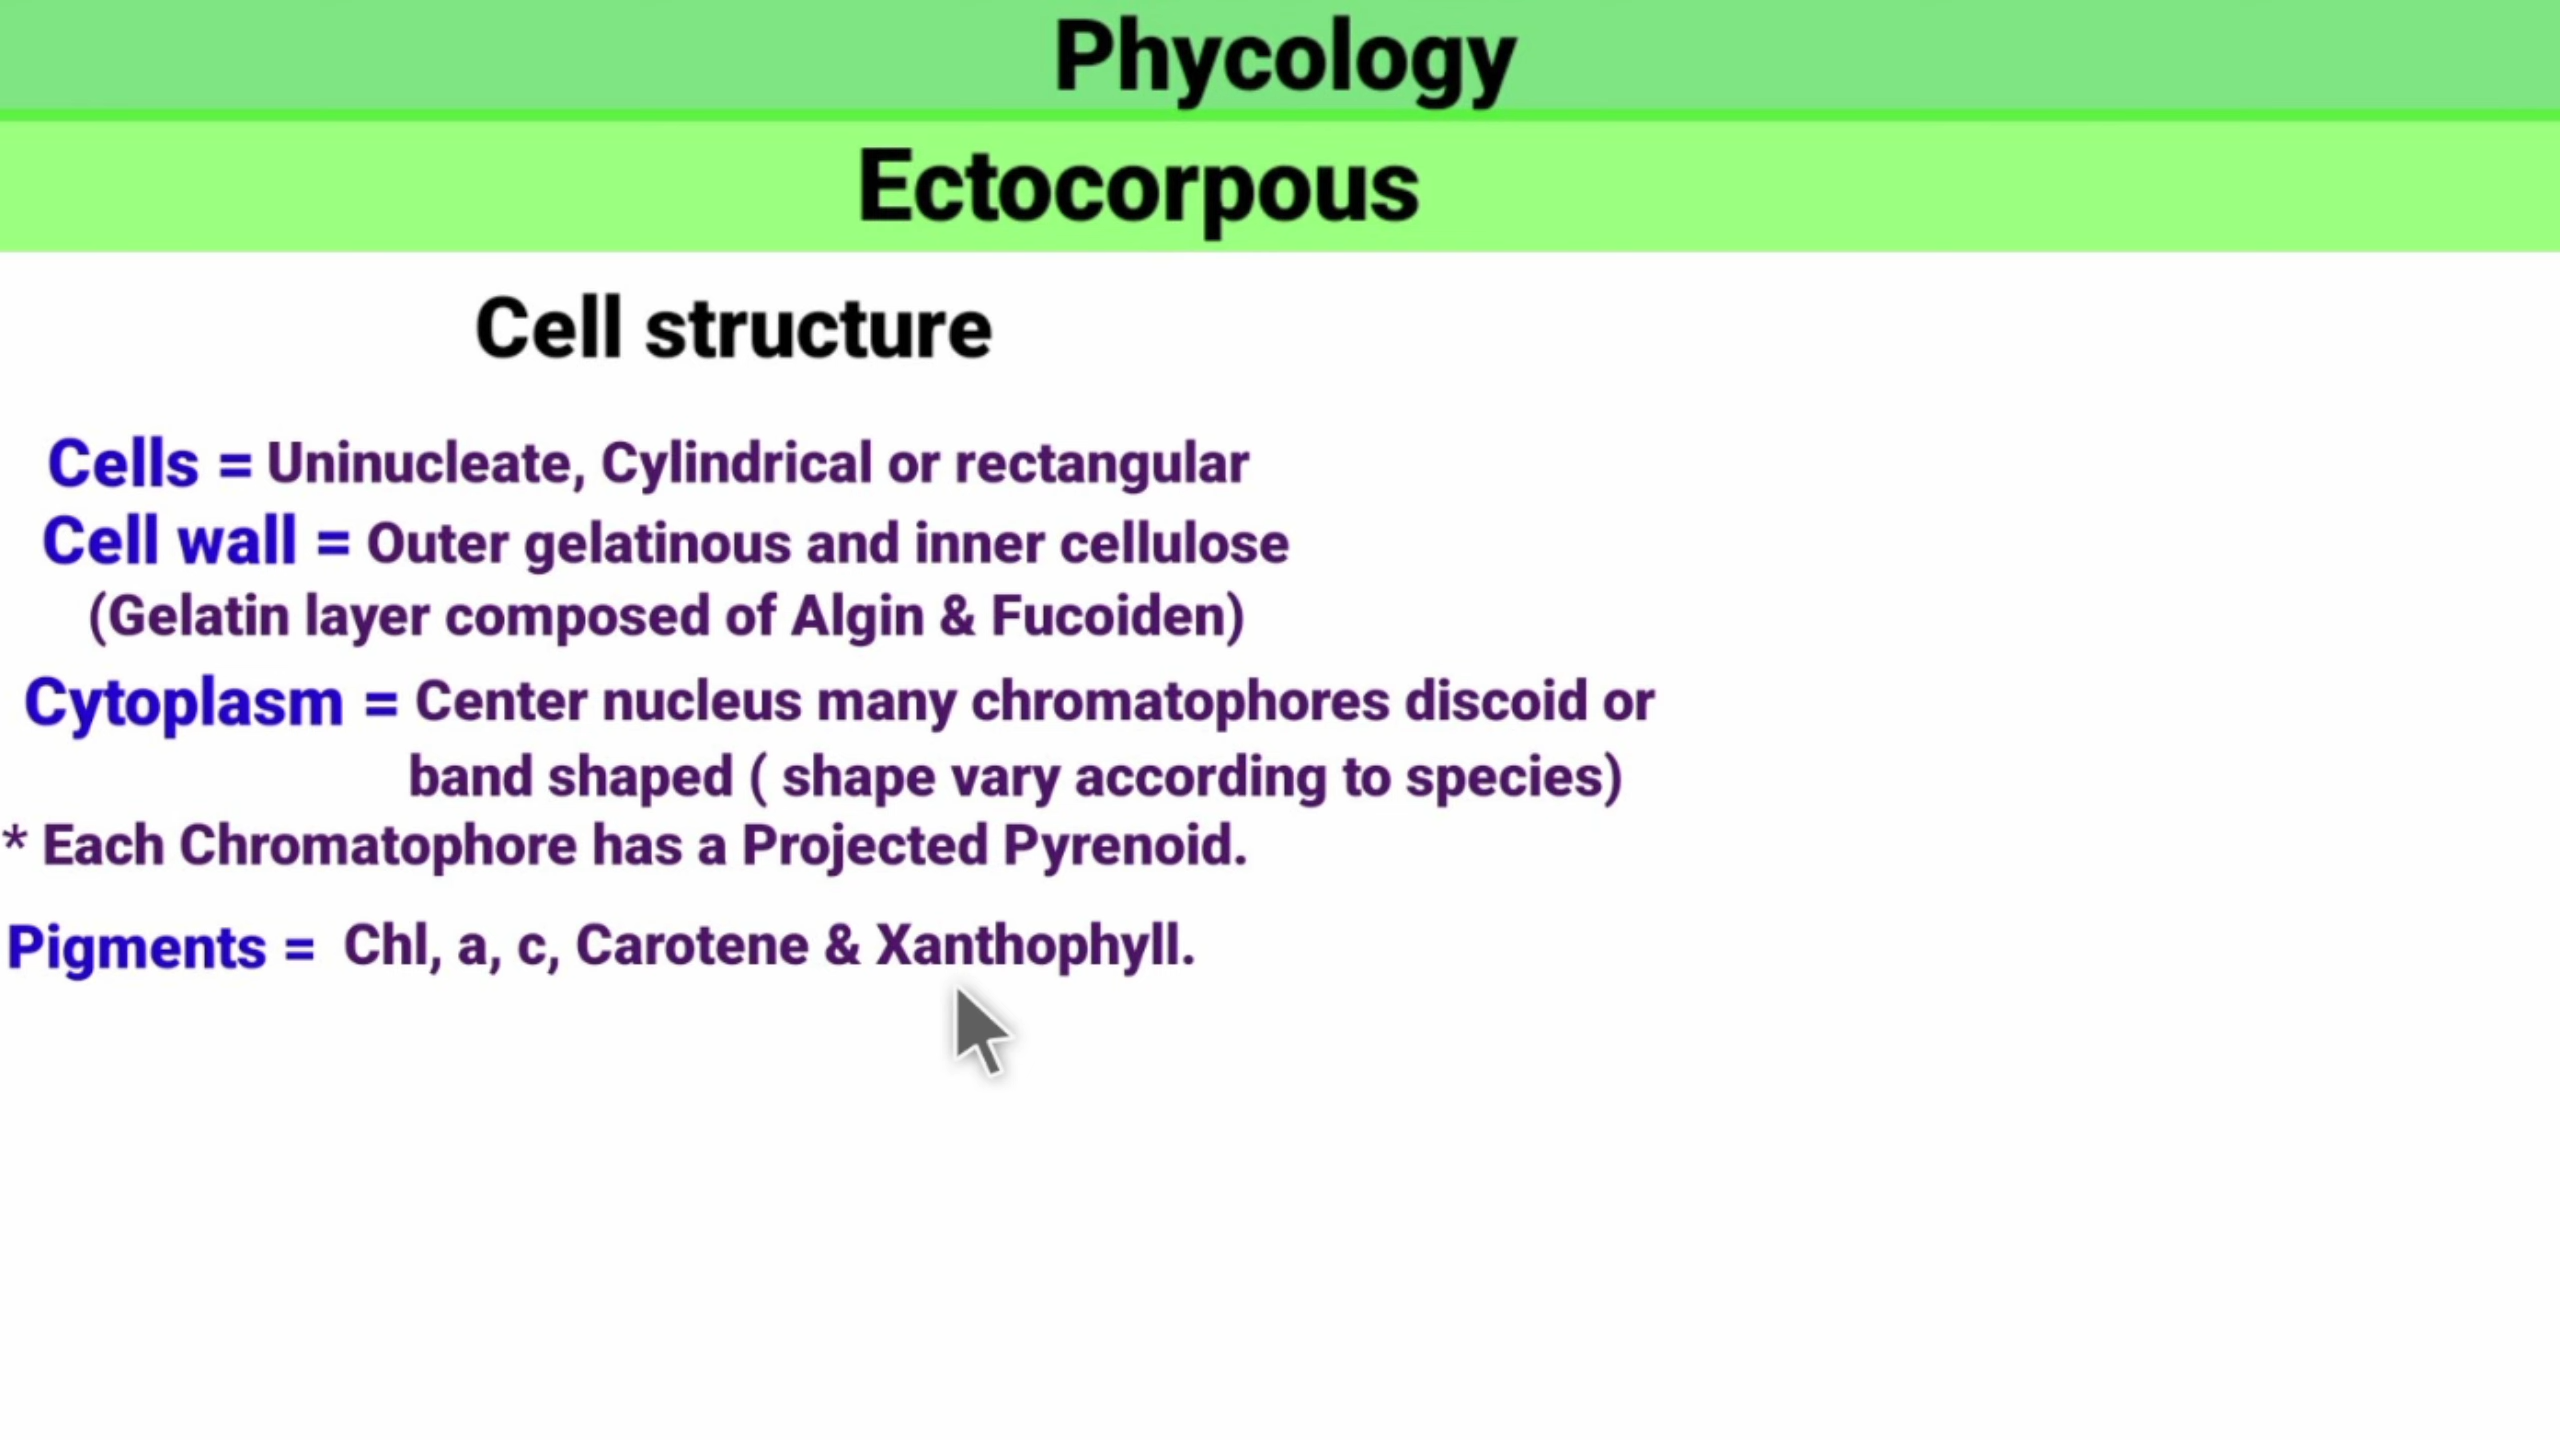 Phycology
Ectocorpous
Cell structure
Cells = Uninucleate, Cylindrical or rectangular
Cell wall = Outer gelatinous and inner cellulose
(Gelatin layer composed of Algin & Fucoiden)
Cytoplasm = Center nucleus many chromatophores discoid or
band shaped ( shape vary according to species)
* Each Chromatophore has a Projected Pyrenoid.
Pigments = Chl, a, c, Carotene & Xanthophyll.